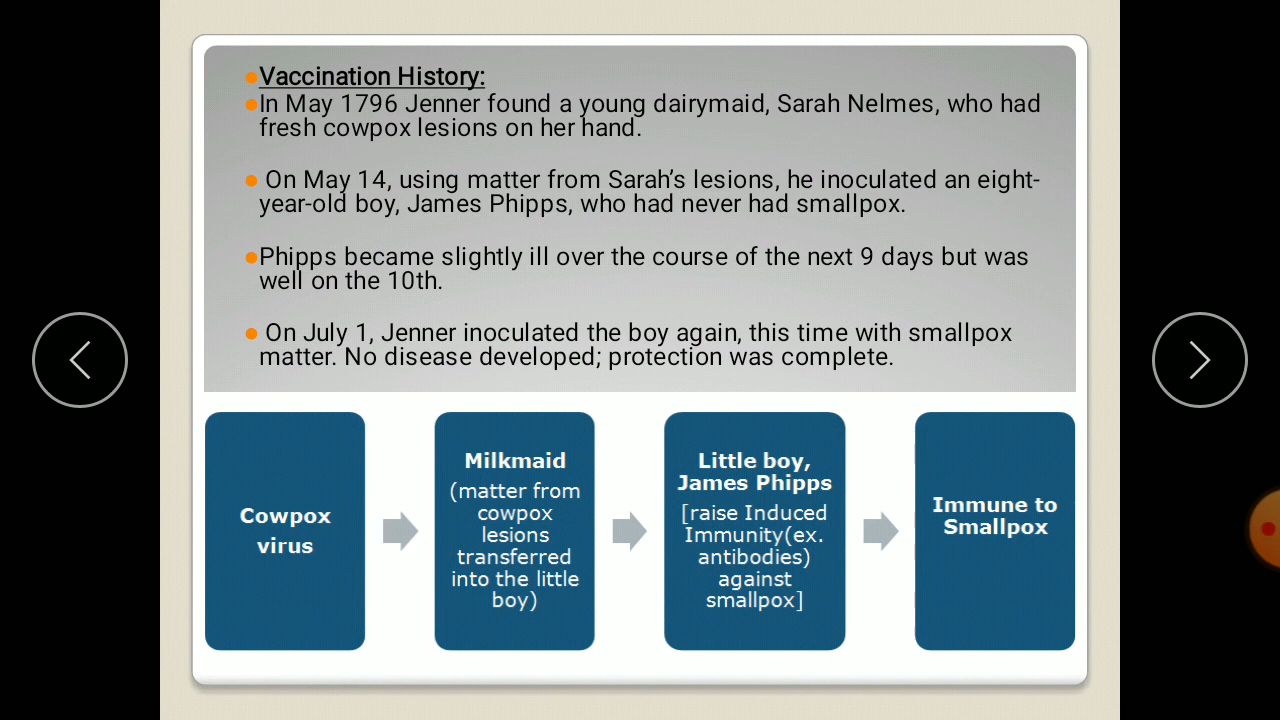 Vaccination History:
In May 1796 Jenner found a young dairymaid, Sarah Nelmes, who had
fresh cowpox lesions on her hand.
On May 14, using matter from Sarah’s lesions, he inoculated an eight-
year-old boy, James Phipps, who had never had smallpox.
Phipps became slightly ill over the course of the next 9 days but was
well on the 10th.
On July 1, Jenner inoculated the boy again, this time with smallpox
matter. No disease developed; protection was complete.
Cowpox
virus
Milkmaid
(matter from
cowpox
lesions
transferred
into the little
boy)
Little boy,
James Phipps
[raise Induced
Immunity(ex.
antibodies)
against
smallpox]
Immune to
Smallpox